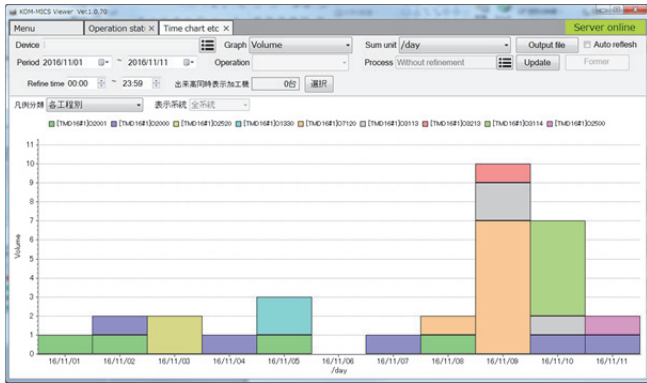 KOM-MICS Viewer Ver.1.0.70
Menu Operation stati × Time chart etc × Server online
Device Graph Volume Sum unit /day Output file Auto reflesh
Period 2016/11/01 ~ 2016/11/11 Operation Process Without refinement Update Former
Refine time 00:00 ~ 23:59 出来高同時表示加工機 0台 選択
凡例分類 各工程別 表示系統 全系統
[TMD16#1]O2001 [TMD16#1]O2000 [TMD16#1]O2520 [TMD16#1]O1330 [TMD16#1]O7120 [TMD16#1]O3113 [TMD16#1]O3213 [TMD16#1]O3114 [TMD16#1]O2500
11
10
9
8
7
6
5
4
3
2
1
0
Volume
16/11/01 16/11/02 16/11/03 16/11/04 16/11/05 16/11/06 16/11/07 16/11/08 16/11/09 16/11/10 16/11/11
/day